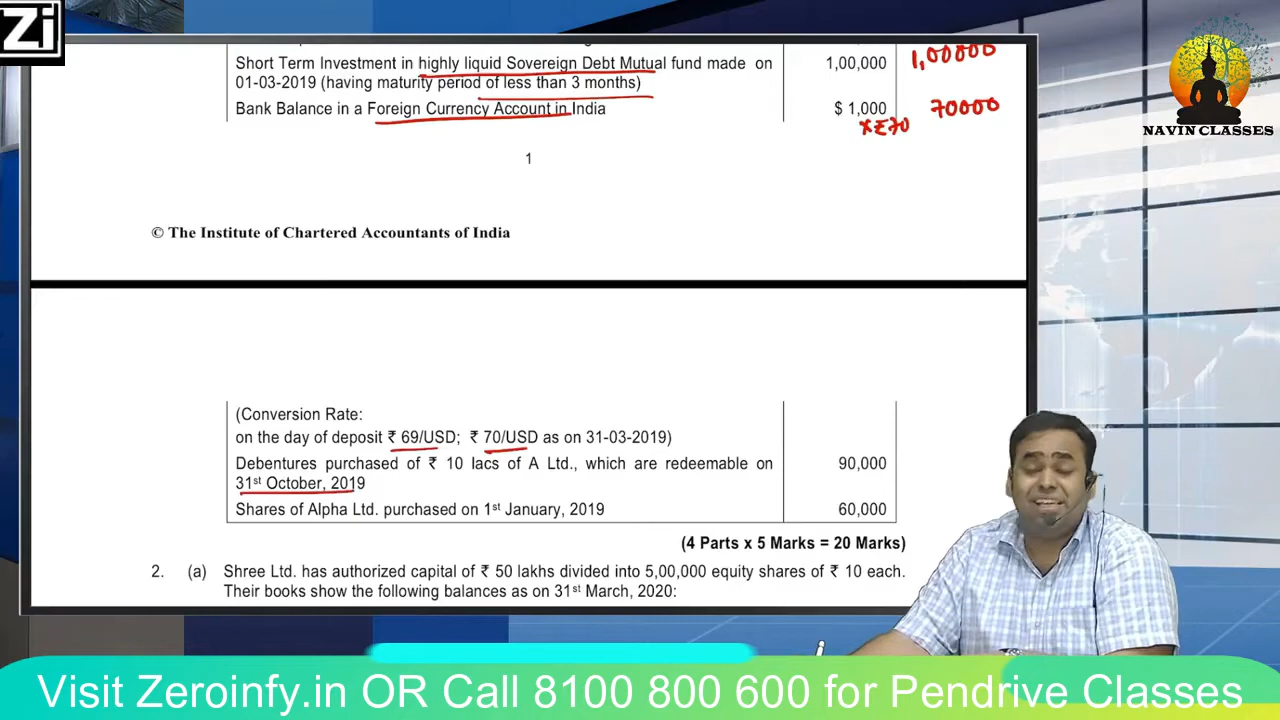 Zi
NAVIN CLASSES
Short Term Investment in highly liquid Sovereign Debt Mutual fund made on 1,00,000 1,00000
01-03-2019 (having maturity period of less than 3 months)
Bank Balance in a Foreign Currency Account in India $ 1,000 70000
x ₹70
1
© The Institute of Chartered Accountants of India
(Conversion Rate:
on the day of deposit ₹ 69/USD; ₹ 70/USD as on 31-03-2019)
Debentures purchased of ₹ 10 lacs of A Ltd., which are redeemable on 90,000
31st October, 2019
Shares of Alpha Ltd. purchased on 1st January, 2019 60,000
(4 Parts x 5 Marks = 20 Marks)
2. (a) Shree Ltd. has authorized capital of ₹ 50 lakhs divided into 5,00,000 equity shares of ₹ 10 each.
Their books show the following balances as on 31st March, 2020:
Visit Zeroinfy.in OR Call 8100 800 600 for Pendrive Classes